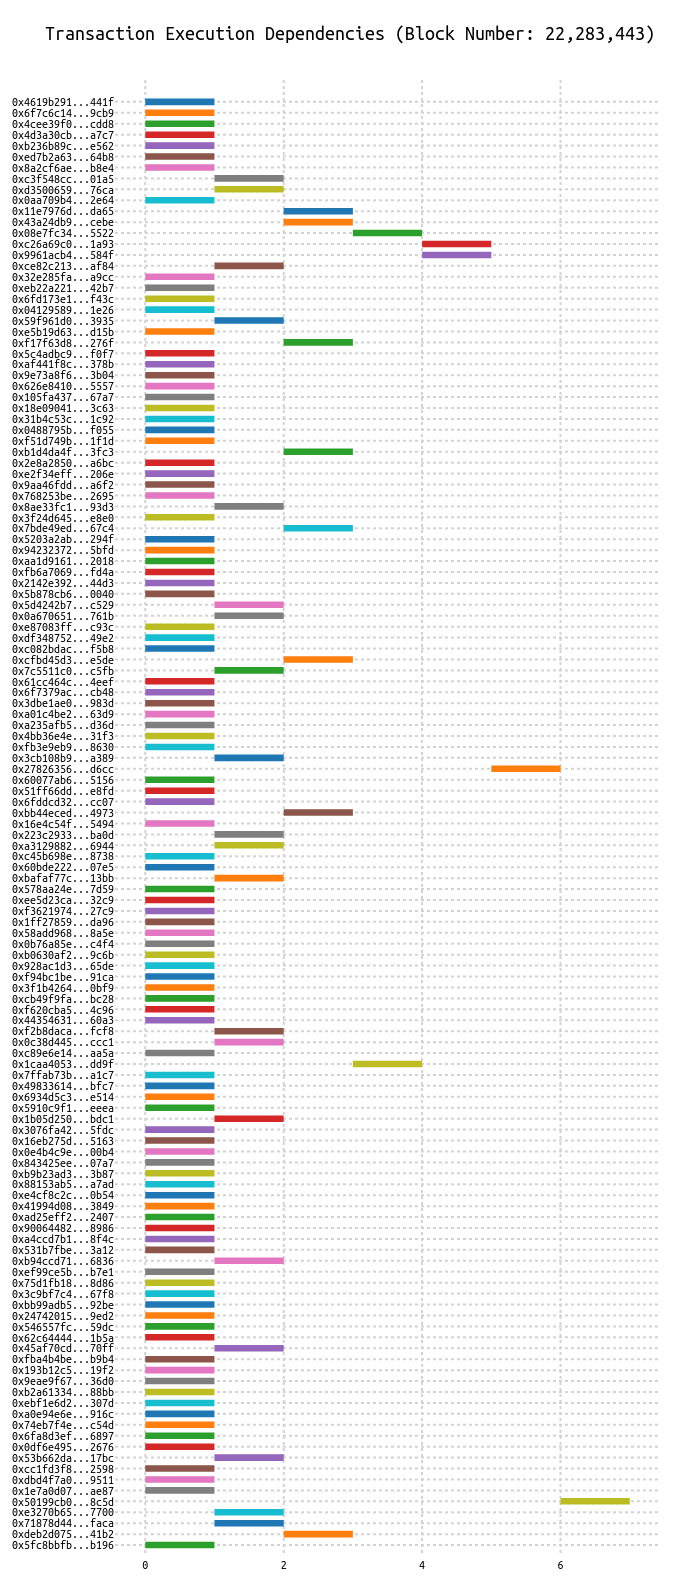 Transaction Execution Dependencies (Block Number: 22,283,443)
0x4619b291...441f
0x6f7c6c14...9cb9
0x4cee39f0...cdd8
0x4d3a30cb...a7c7
0xb236b89c...e562
0xed7b2a63...64b8
0x8a2cf6ae...b8e4
0xc3f548cc...01a5
0xd3500659...76ca
0x0aa709b4...2e64
0x11e7976d...da65
0x43a24db9...cebe
0x08e7fc34...5522
0xc26a69c0...1a93
0x9961acb4...584f
0xce82c213...af84
0x32e285fa...a9cc
0xeb22a221...42b7
0x6fd173e1...f43c
0x04129589...1e26
0x59f961d0...3935
0xe5b19d63...d15b
0xf17f63d8...276f
0x5c4adbc9...f0f7
0xaf441f8c...378b
0x9e73a8f6...3b04
0x626e8410...5557
0x105fa437...67a7
0x18e09041...3c63
0x31b4c53c...1c92
0x0488795b...f055
0xf51d749b...1f1d
0xb1d4da4f...3fc3
0x2e8a2850...a6bc
0xe2f34eff...206e
0x9aa46fdd...a6f2
0x768253be...2695
0x8ae33fc1...93d3
0x3f24d645...e8e0
0x7bde49ed...67c4
0x5203a2ab...294f
0x94232372...5bfd
0xaa1d9161...2018
0xfb6a7069...fd4a
0x2142e392...44d3
0x5b878cb6...0040
0x5d4242b7...c529
0x0a670651...761b
0xe87083ff...c93c
0xdf348752...49e2
0xc082bdac...f5b8
0xcfbd45d3...e5de
0x7c5511c0...c5fb
0x61cc464c...4eef
0x6f7379ac...cb48
0x3dbe1ae0...983d
0xa01c4be2...63d9
0xa235afb5...d36d
0x4bb36e4e...31f3
0xfb3e9eb9...8630
0x3cb108b9...a389
0x27826356...d6cc
0x60077ab6...5156
0x51ff66dd...e8fd
0x6fddcd32...cc07
0xbb44eced...4973
0x16e4c54f...5494
0x223c2933...ba0d
0xa3129882...6944
0xc45b698e...8738
0x60bde222...07e5
0xbafaf77c...13bb
0x578aa24e...7d59
0xee5d23ca...32c9
0xf3621974...27c9
0x1ff27859...da96
0x58add968...8a5e
0x0b76a85e...c4f4
0xb0630af2...9c6b
0x928ac1d3...65de
0xf94bc1be...91ca
0x3f1b4264...0bf9
0xcb49f9fa...bc28
0xf620cba5...4c96
0x44354631...60a3
0xf2b8daca...fcf8
0x0c38d445...ccc1
0xc89e6e14...aa5a
0x1caa4053...dd9f
0x7ffab73b...a1c7
0x49833614...bfc7
0x6934d5c3...e514
0x5910c9f1...eeea
0x1b05d250...bdc1
0x3076fa42...5fdc
0x16eb275d...5163
0x0e4b4c9e...00b4
0x843425ee...07a7
0xb9b23ad3...3b87
0x88153ab5...a7ad
0xe4cf8c2c...0b54
0x41994d08...3849
0xad25eff2...2407
0x90064482...8986
0xa4ccd7b1...8f4c
0x531b7fbe...3a12
0xb94ccd71...6836
0xef99ce5b...b7e1
0x75d1fb18...8d86
0x3c9bf7c4...67f8
0xbb99adb5...92be
0x24742015...9ed2
0x546557fc...59dc
0x62c64444...1b5a
0x45af70cd...70ff
0xfba4b4be...b9b4
0x193b12c5...19f2
0x9eae9f67...36d0
0xb2a61334...88bb
0xebf1e6d2...307d
0xa0e94e6e...916c
0x74eb7f4e...c54d
0x6fa8d3ef...6897
0x0df6e495...2676
0x53b662da...17bc
0xcc1fd3f8...2598
0xdbd4f7a0...9511
0x1e7a0d07...ae87
0x50199cb0...8c5d
0xe3270b65...7700
0x71878d44...faca
0xdeb2d075...41b2
0x5fc8bbfb...b196
0 2 4 6